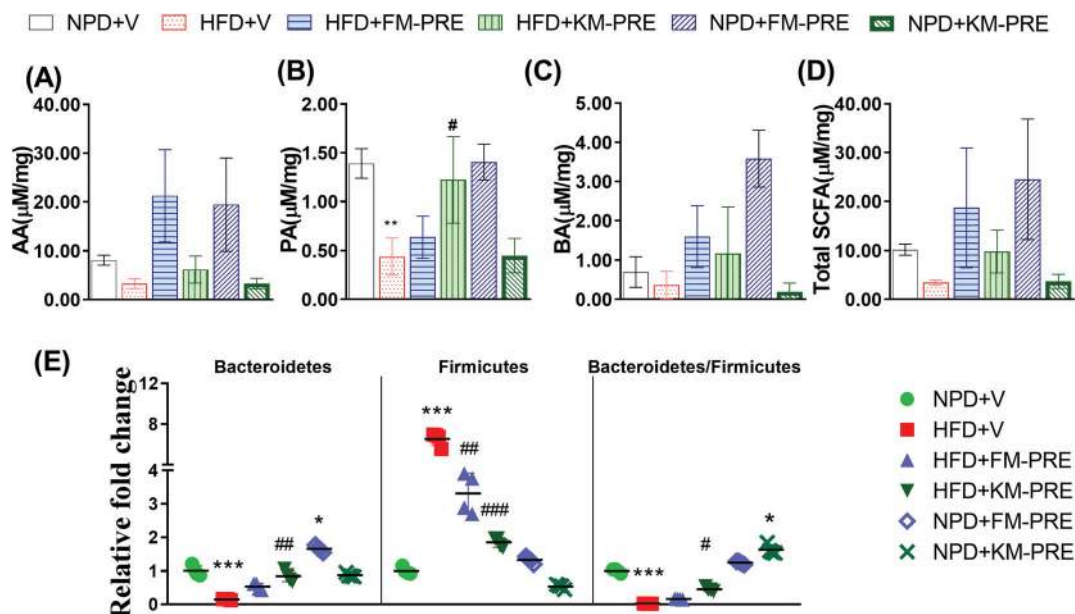 NPD+V HFD+V HFD+FM-PRE HFD+KM-PRE NPD+FM-PRE NPD+KM-PRE
(A)
AA(μM/mg)
40.00
30.00
20.00
10.00
0.00
(B)
PA(μM/mg)
2.00
1.50
1.00
0.50
0.00
**
#
(C)
BA(μM/mg)
5.00
4.00
3.00
2.00
1.00
0.00
(D)
Total SCFA(μM/mg)
40.00
30.00
20.00
10.00
0.00
(E)
Bacteroidetes Firmicutes Bacteroidetes/Firmicutes
Relative fold change
12
8
4
3
2
1
0
***
##
*
***
##
###
***
#
*
NPD+V
HFD+V
HFD+FM-PRE
HFD+KM-PRE
NPD+FM-PRE
NPD+KM-PRE